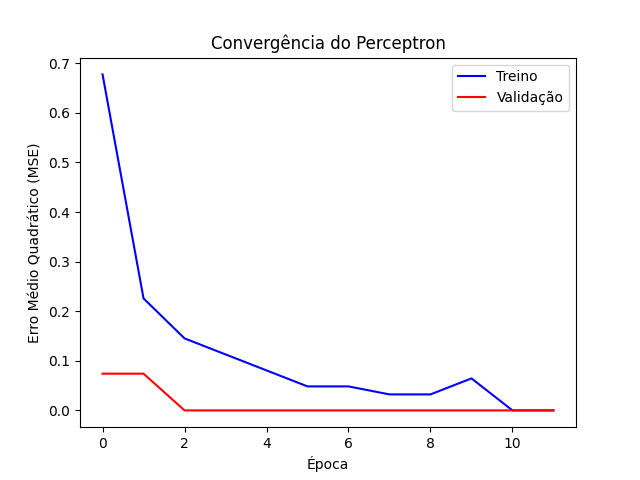 Convergência do Perceptron
Treino
Validação
Erro Médio Quadrático (MSE)
0.7
0.6
0.5
0.4
0.3
0.2
0.1
0.0
0 2 4 6 8 10
Época